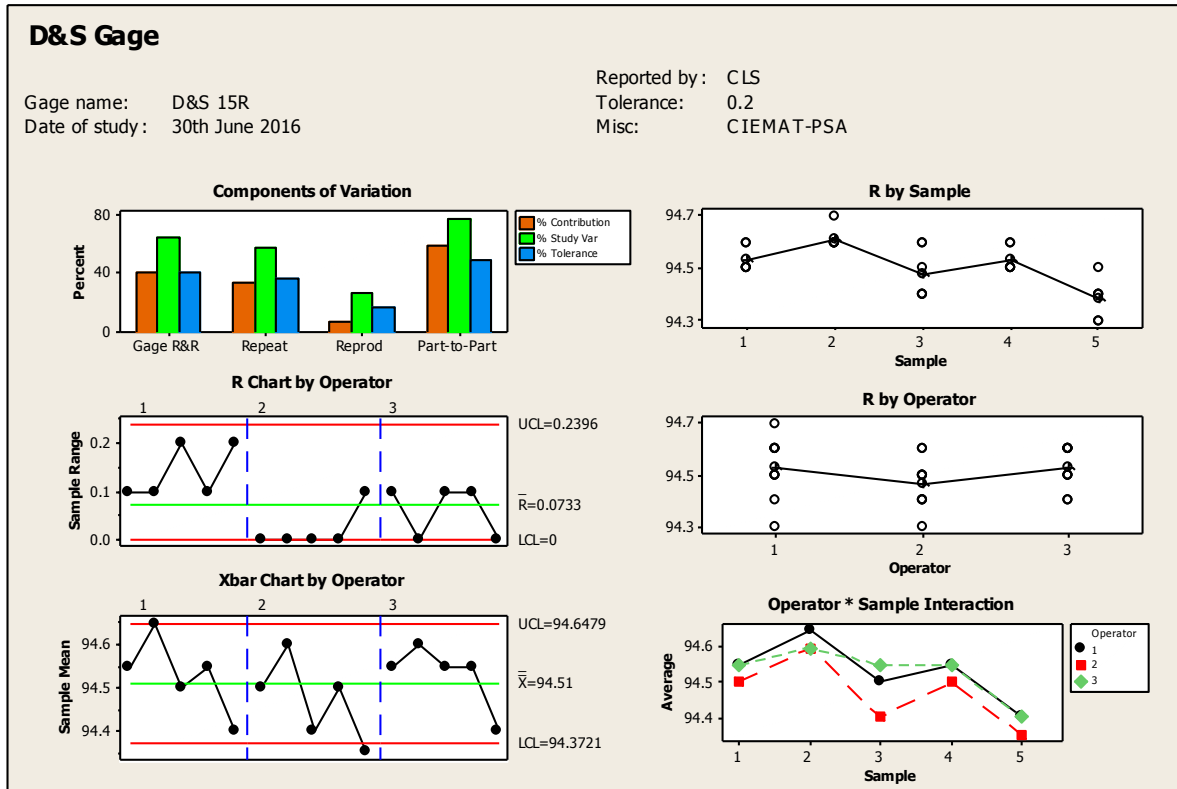 D&S Gage
Gage name: D&S 15R
Date of study: 30th June 2016
Reported by: CLS
Tolerance: 0.2
Misc: CIEMAT-PSA
Components of Variation
80
40
0
Percent
Gage R&R Repeat Reprod Part-to-Part
% Contribution
% Study Var
% Tolerance
R by Sample
94.7
94.5
94.3
1 2 3 4 5
Sample
R Chart by Operator
1 2 3
0.2
0.1
0.0
Sample Range
UCL=0.2396
R=0.0733
LCL=0
R by Operator
94.7
94.5
94.3
1 2 3
Operator
Xbar Chart by Operator
1 2 3
94.6
94.5
94.4
Sample Mean
UCL=94.6479
X=94.51
LCL=94.3721
Operator * Sample Interaction
94.6
94.5
94.4
Average
1 2 3 4 5
Sample
Operator
1
2
3